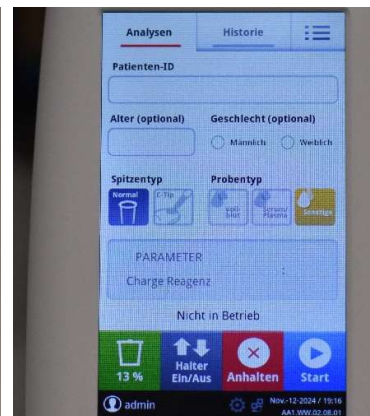 Analysen
Historie
Patienten-ID
Alter (optional)
Geschlecht (optional)
Männlich
Weiblich
Spitzentyp
Probentyp
Normal
C-Tip
Voll-
blut
Serum/
Plasma
Sonstige
PARAMETER
:
Charge Reagenz
Nicht in Betrieb
13 %
Halter
Ein/Aus
Anhalten
Start
admin
Nov.-12-2024 / 19:16
AA1.WW.02.08.01